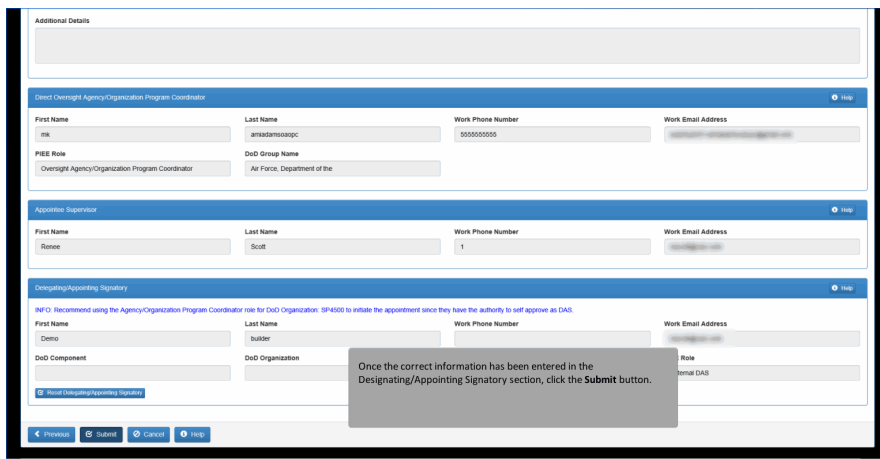 Additional Details
Direct Oversight Agency/Organization Program Coordinator Help
First Name Last Name Work Phone Number Work Email Address
mk amiadamsoaopc 5555555555
PIEE Role DoD Group Name
Oversight Agency/Organization Program Coordinator Air Force, Department of the
Appointee Supervisor Help
First Name Last Name Work Phone Number Work Email Address
Renee Scott 1
Delegating/Appointing Signatory Help
INFO: Recommend using the Agency/Organization Program Coordinator role for DoD Organization: SP4500 to initiate the appointment since they have the authority to self approve as DAS.
First Name Last Name Work Phone Number Work Email Address
Demo builder
DoD Component DoD Organization Role
ternal DAS
Once the correct information has been entered in the
Designating/Appointing Signatory section, click the Submit button.
Reset Delegating/Appointing Signatory
Previous Submit Cancel Help